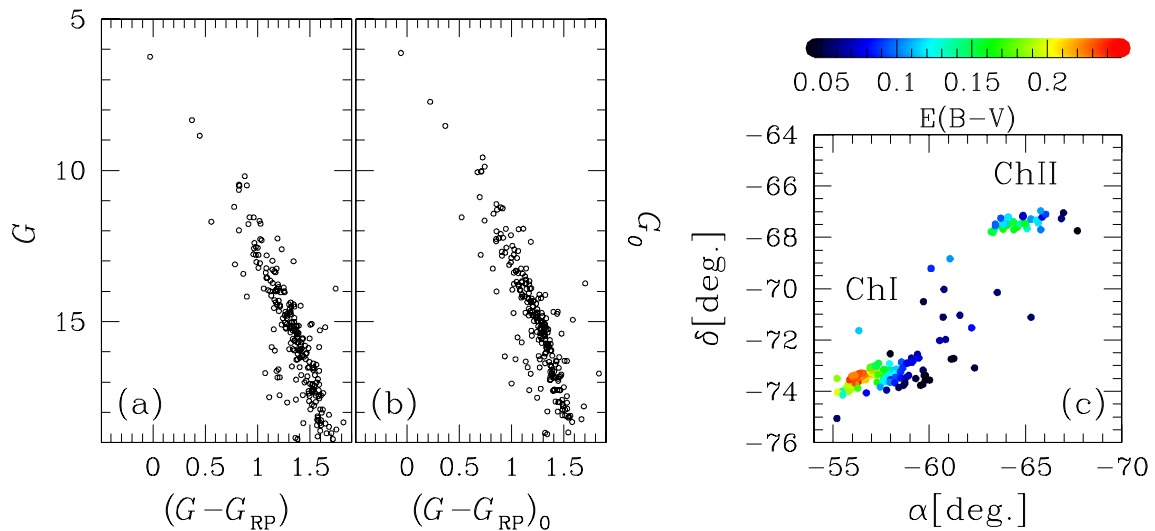 5
10
15
G
(a)
0 0.5 1 1.5
(G−G_RP)
(b)
0 0.5 1 1.5
(G−G_RP)_0
G_0
0.05 0.1 0.15 0.2
E(B−V)
−64
−66
−68
−70
−72
−74
−76
δ[deg.]
ChII
ChI
(c)
−55 −60 −65 −70
α[deg.]